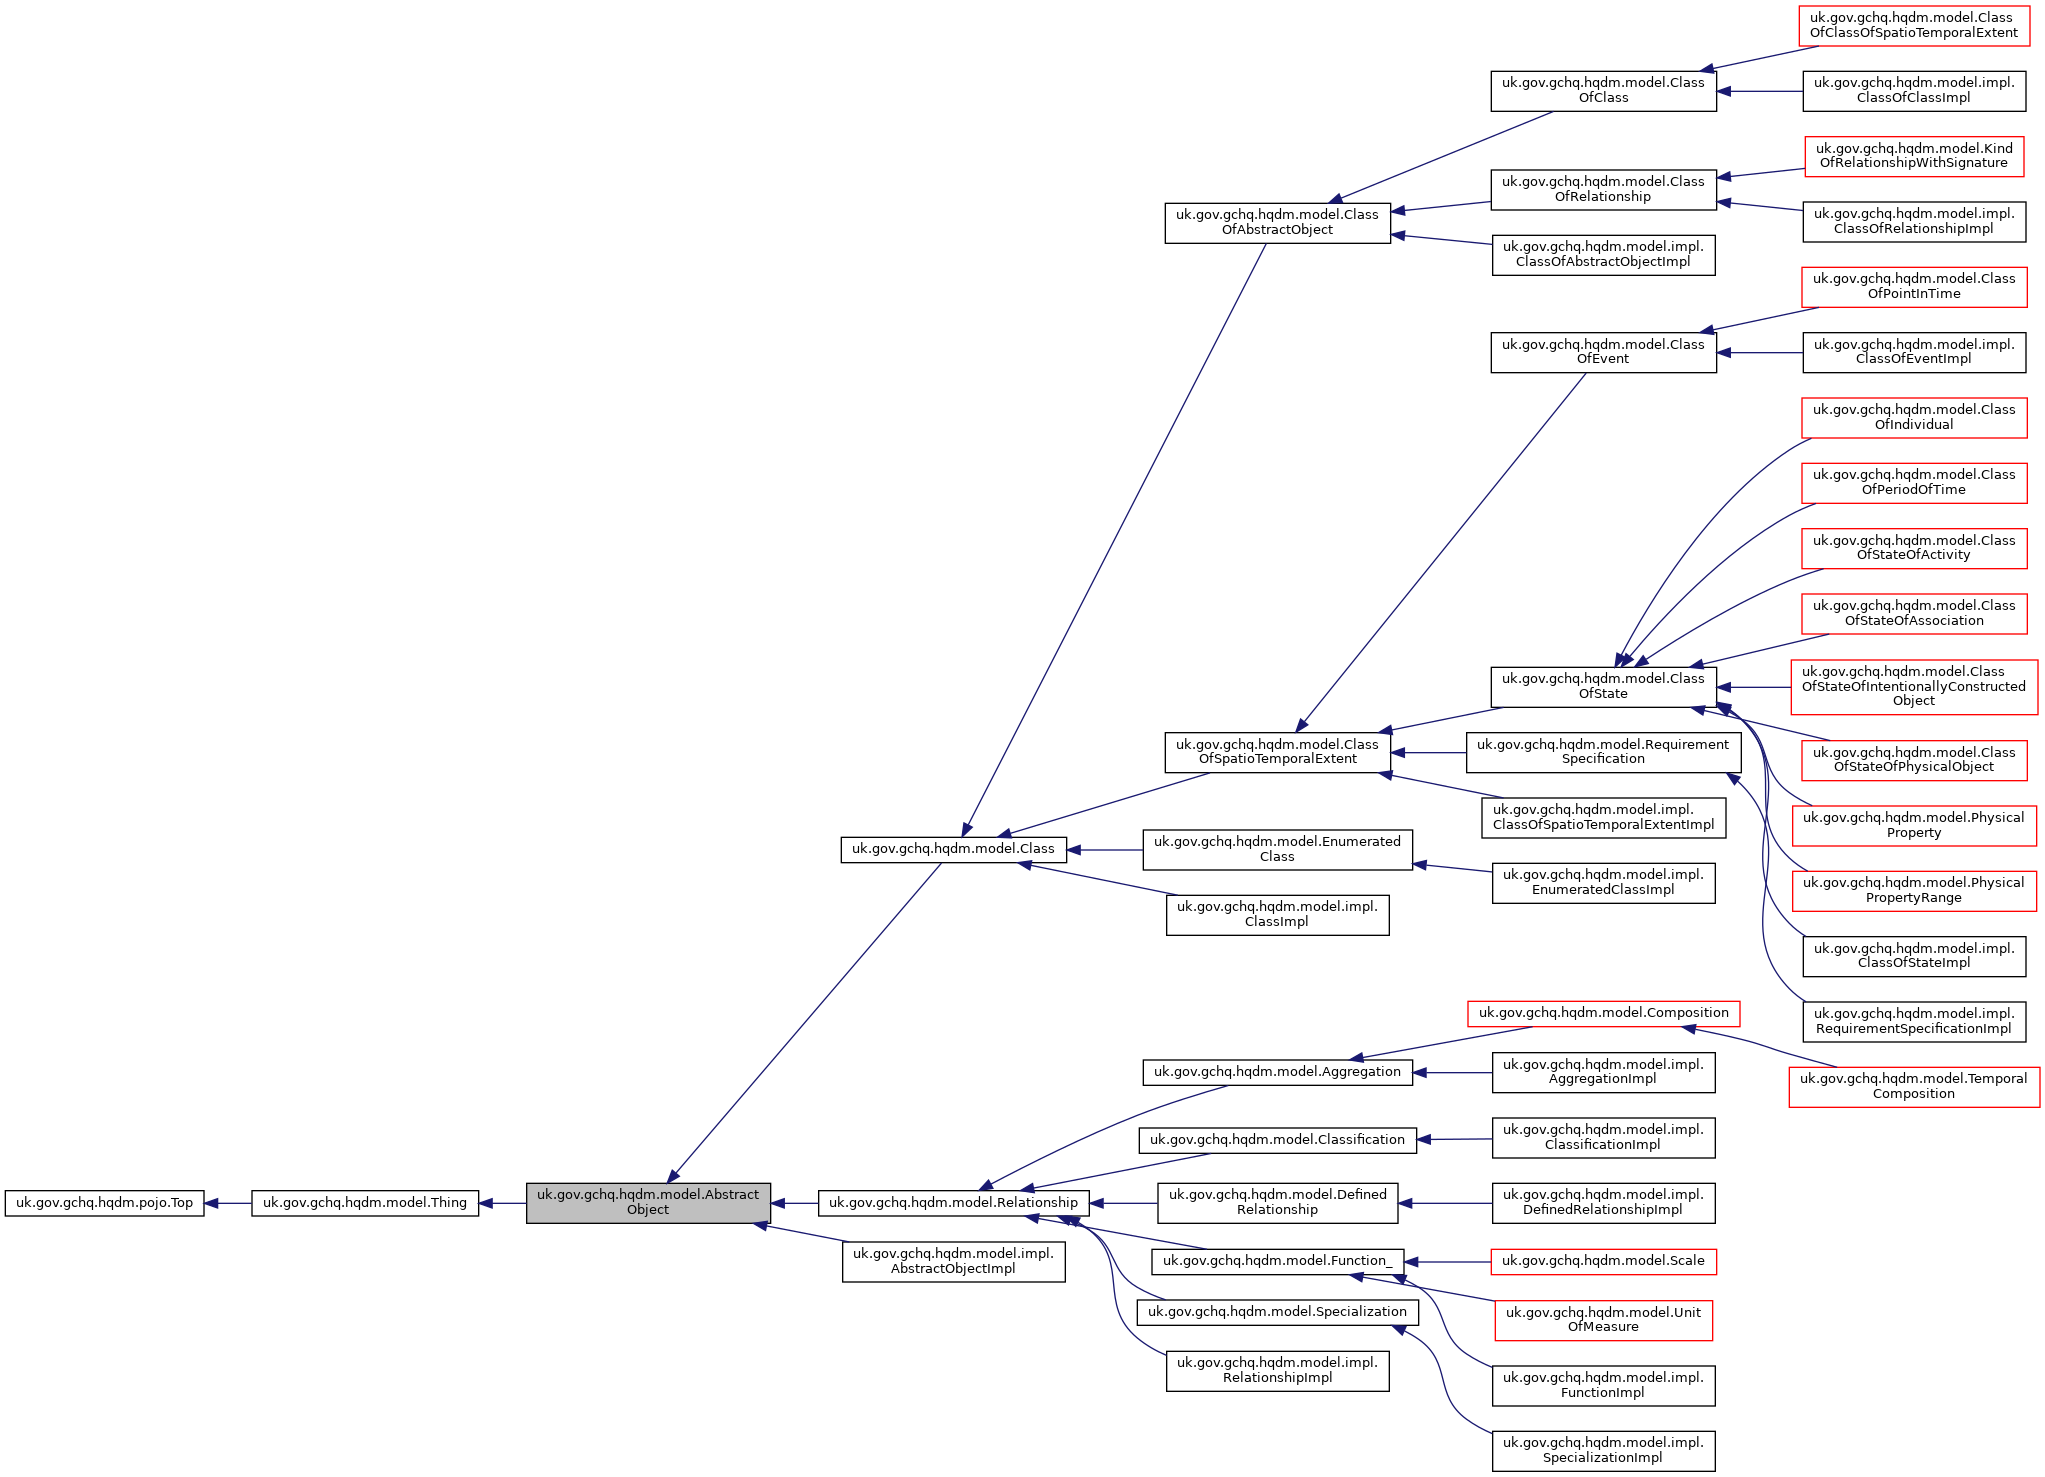 uk.gov.gchq.hqdm.pojo.Top
uk.gov.gchq.hqdm.model.Thing
uk.gov.gchq.hqdm.model.Abstract
Object
uk.gov.gchq.hqdm.model.Class
uk.gov.gchq.hqdm.model.Relationship
uk.gov.gchq.hqdm.model.impl.
AbstractObjectImpl
uk.gov.gchq.hqdm.model.Class
OfAbstractObject
uk.gov.gchq.hqdm.model.Class
OfSpatioTemporalExtent
uk.gov.gchq.hqdm.model.Enumerated
Class
uk.gov.gchq.hqdm.model.impl.
ClassImpl
uk.gov.gchq.hqdm.model.Aggregation
uk.gov.gchq.hqdm.model.Classification
uk.gov.gchq.hqdm.model.Defined
Relationship
uk.gov.gchq.hqdm.model.Function_
uk.gov.gchq.hqdm.model.Specialization
uk.gov.gchq.hqdm.model.impl.
RelationshipImpl
uk.gov.gchq.hqdm.model.Class
OfClass
uk.gov.gchq.hqdm.model.Class
OfRelationship
uk.gov.gchq.hqdm.model.impl.
ClassOfAbstractObjectImpl
uk.gov.gchq.hqdm.model.Class
OfEvent
uk.gov.gchq.hqdm.model.Class
OfState
uk.gov.gchq.hqdm.model.Requirement
Specification
uk.gov.gchq.hqdm.model.impl.
ClassOfSpatioTemporalExtentImpl
uk.gov.gchq.hqdm.model.impl.
EnumeratedClassImpl
uk.gov.gchq.hqdm.model.Composition
uk.gov.gchq.hqdm.model.impl.
AggregationImpl
uk.gov.gchq.hqdm.model.impl.
ClassificationImpl
uk.gov.gchq.hqdm.model.impl.
DefinedRelationshipImpl
uk.gov.gchq.hqdm.model.Scale
uk.gov.gchq.hqdm.model.Unit
OfMeasure
uk.gov.gchq.hqdm.model.impl.
FunctionImpl
uk.gov.gchq.hqdm.model.impl.
SpecializationImpl
uk.gov.gchq.hqdm.model.Class
OfClassOfSpatioTemporalExtent
uk.gov.gchq.hqdm.model.impl.
ClassOfClassImpl
uk.gov.gchq.hqdm.model.Kind
OfRelationshipWithSignature
uk.gov.gchq.hqdm.model.impl.
ClassOfRelationshipImpl
uk.gov.gchq.hqdm.model.Class
OfPointInTime
uk.gov.gchq.hqdm.model.impl.
ClassOfEventImpl
uk.gov.gchq.hqdm.model.Class
OfIndividual
uk.gov.gchq.hqdm.model.Class
OfPeriodOfTime
uk.gov.gchq.hqdm.model.Class
OfStateOfActivity
uk.gov.gchq.hqdm.model.Class
OfStateOfAssociation
uk.gov.gchq.hqdm.model.Class
OfStateOfIntentionallyConstructed
Object
uk.gov.gchq.hqdm.model.Class
OfStateOfPhysicalObject
uk.gov.gchq.hqdm.model.Physical
Property
uk.gov.gchq.hqdm.model.Physical
PropertyRange
uk.gov.gchq.hqdm.model.impl.
ClassOfStateImpl
uk.gov.gchq.hqdm.model.impl.
RequirementSpecificationImpl
uk.gov.gchq.hqdm.model.Temporal
Composition